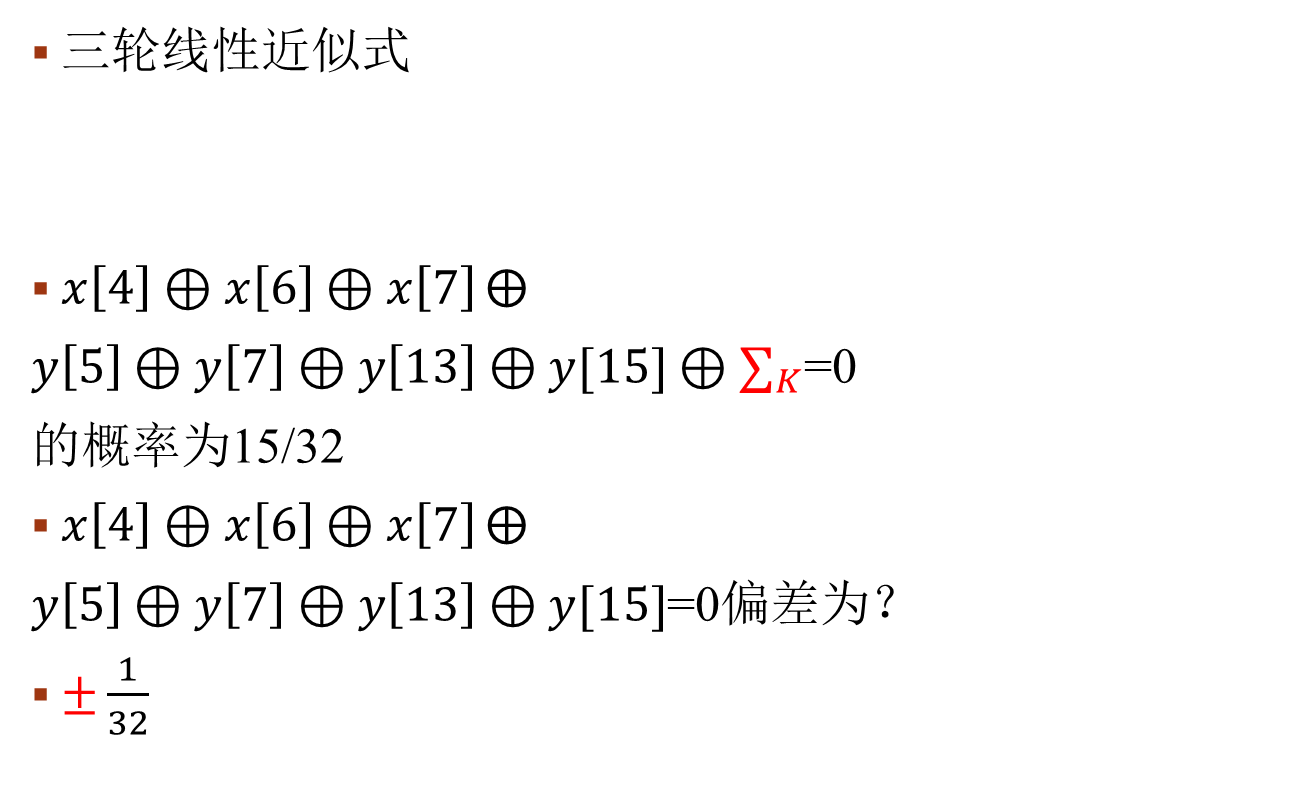 ▪ 三轮线性近似式
▪ x[4] ⊕ x[6] ⊕ x[7] ⊕
y[5] ⊕ y[7] ⊕ y[13] ⊕ y[15] ⊕ ∑_K=0
的概率为15/32
▪ x[4] ⊕ x[6] ⊕ x[7] ⊕
y[5] ⊕ y[7] ⊕ y[13] ⊕ y[15]=0偏差为？
▪ ± 1/32